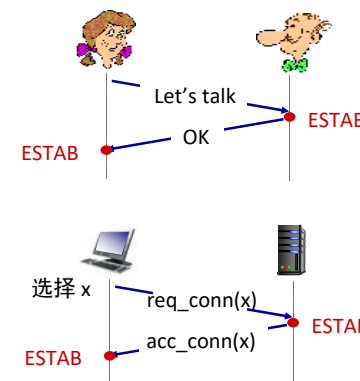 Let's talk
ESTAB
OK
ESTAB
选择 x
req_conn(x)
ESTAB
acc_conn(x)
ESTAB